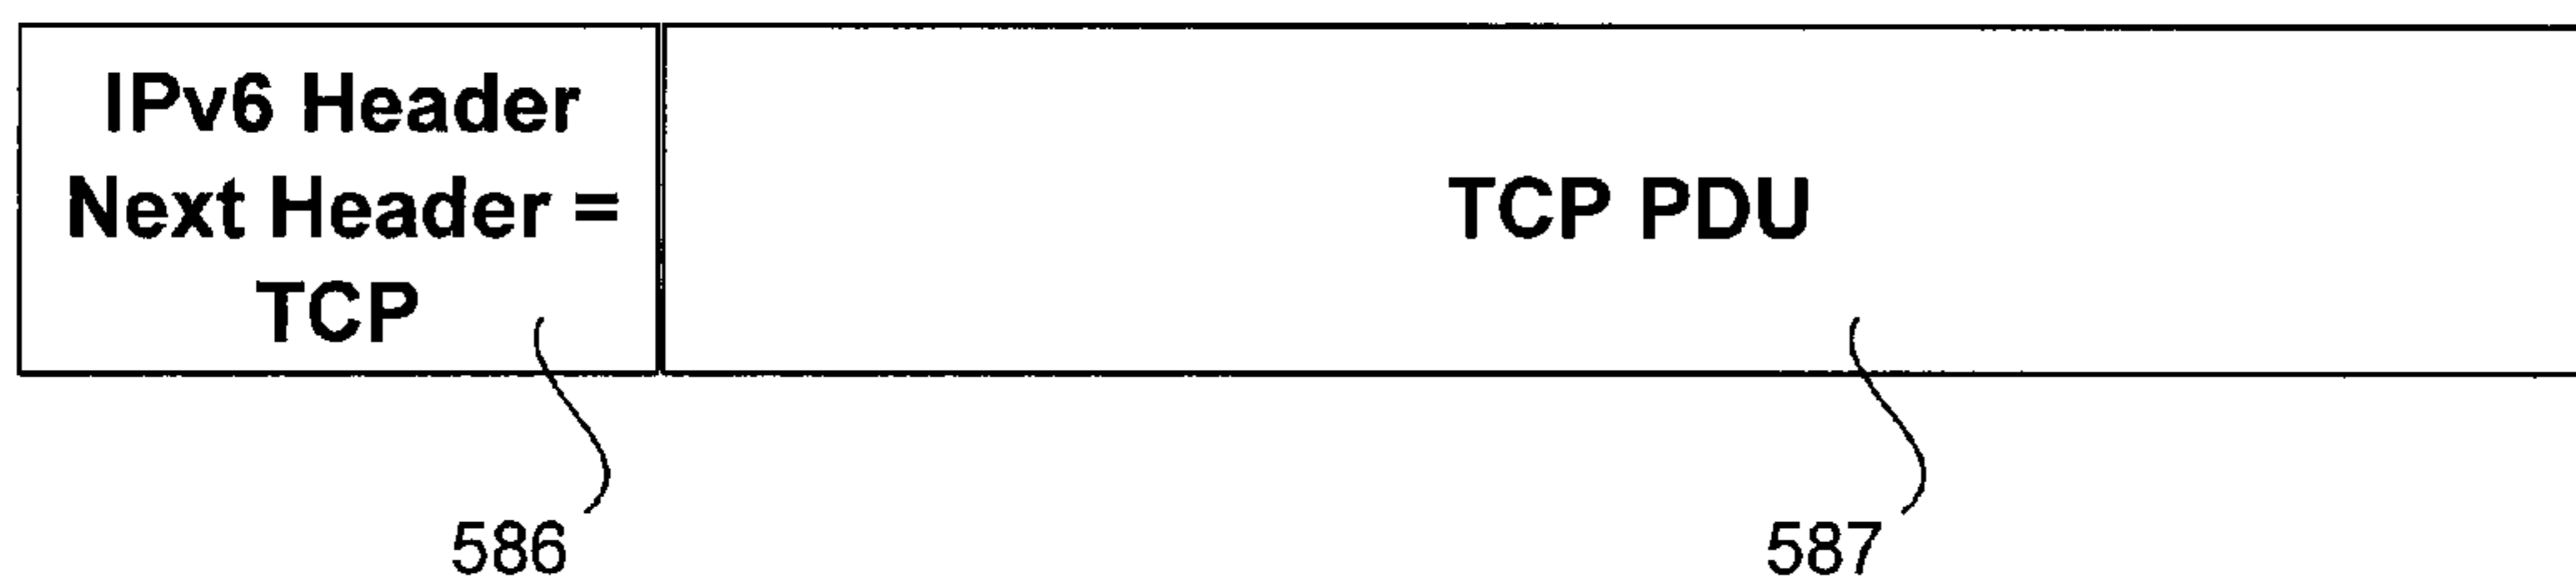 IPv6 Header
Next Header =
TCP
TCP PDU
586
587